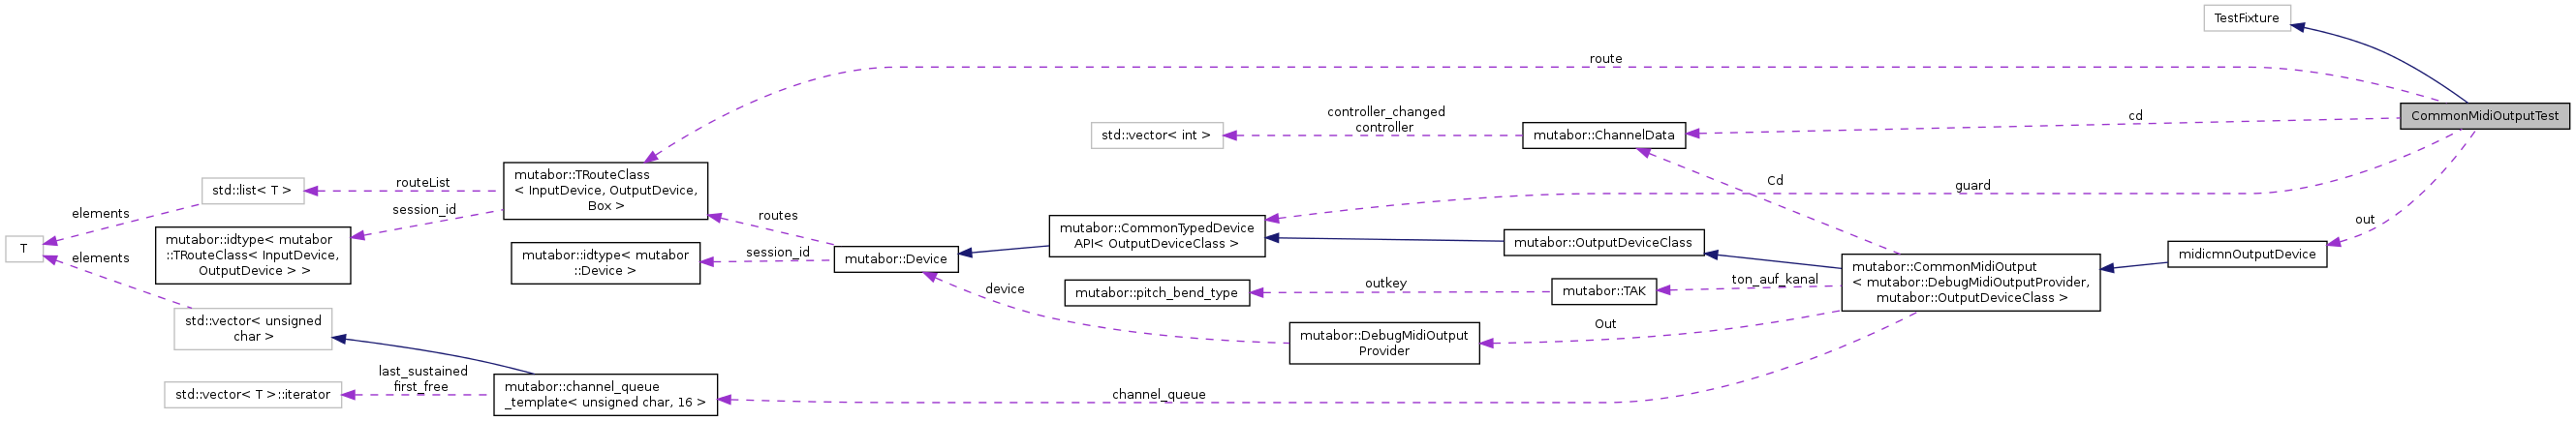 TestFixture
route
CommonMidiOutputTest
cd
controller_changed
controller
std::vector< int >
mutabor::ChannelData
mutabor::TRouteClass
< InputDevice, OutputDevice,
Box >
routeList
std::list< T >
session_id
elements
Cd
guard
out
routes
mutabor::CommonTypedDevice
API< OutputDeviceClass >
mutabor::OutputDeviceClass
midicmnOutputDevice
T
mutabor::idtype< mutabor
::TRouteClass< InputDevice,
OutputDevice > >
mutabor::idtype< mutabor
::Device >
session_id
mutabor::Device
elements
mutabor::CommonMidiOutput
< mutabor::DebugMidiOutputProvider,
mutabor::OutputDeviceClass >
ton_auf_kanal
mutabor::TAK
outkey
mutabor::pitch_bend_type
device
Out
mutabor::DebugMidiOutput
Provider
std::vector< unsigned
char >
last_sustained
first_free
std::vector< T >::iterator
mutabor::channel_queue
_template< unsigned char, 16 >
channel_queue